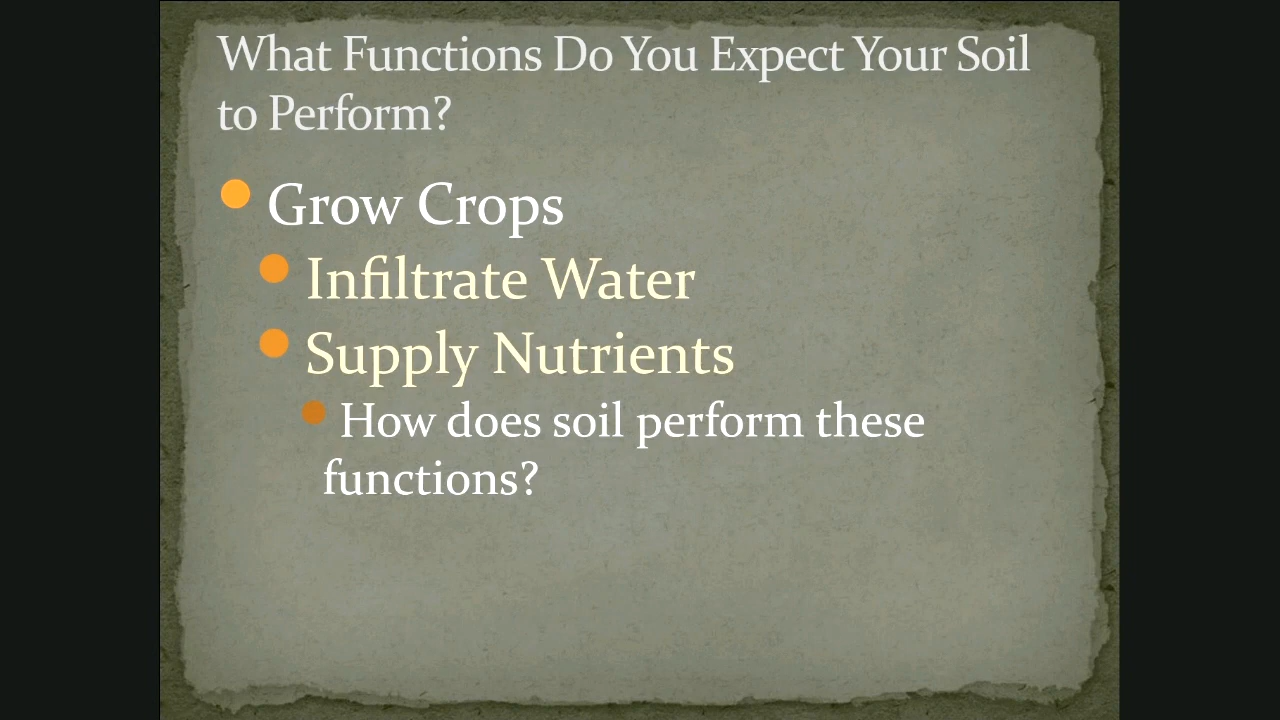 What Functions Do You Expect Your Soil
to Perform?
Grow Crops
Infiltrate Water
Supply Nutrients
How does soil perform these
functions?